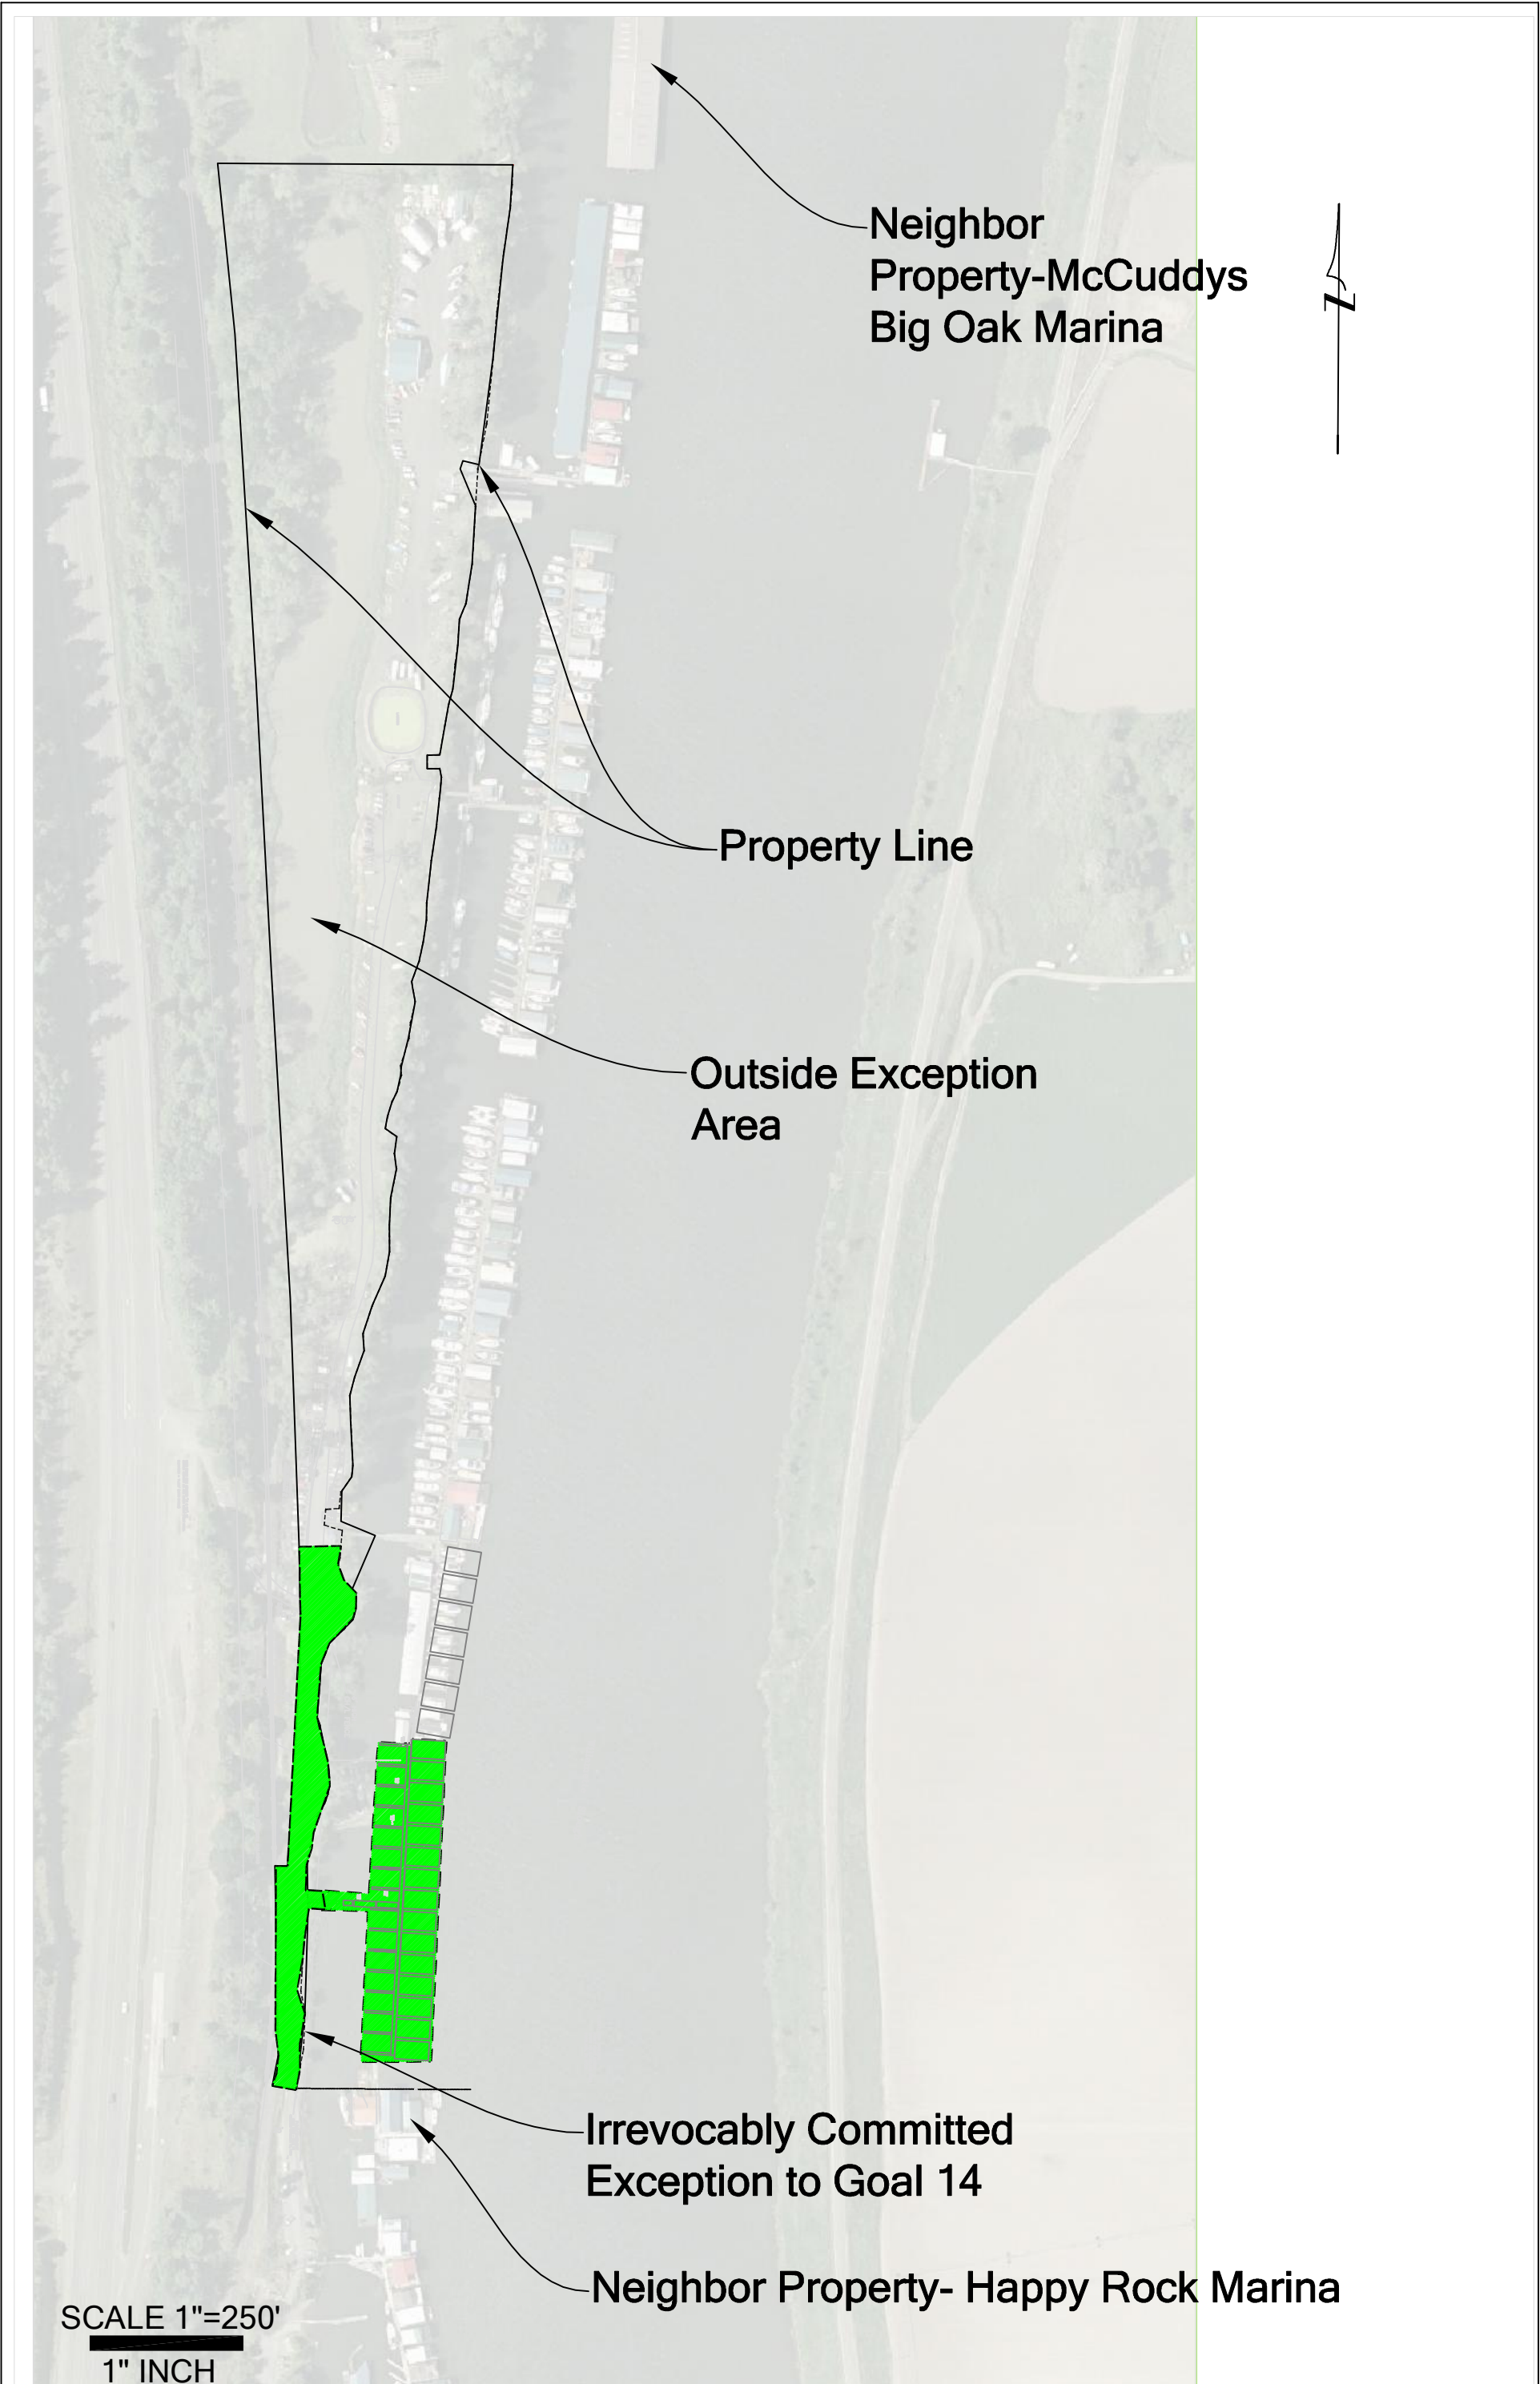 Neighbor
Property-McCuddys
Big Oak Marina
Z
Property Line
Outside Exception
Area
Irrevocably Committed
Exception to Goal 14
Neighbor Property- Happy Rock Marina
SCALE 1"=250'
1" INCH